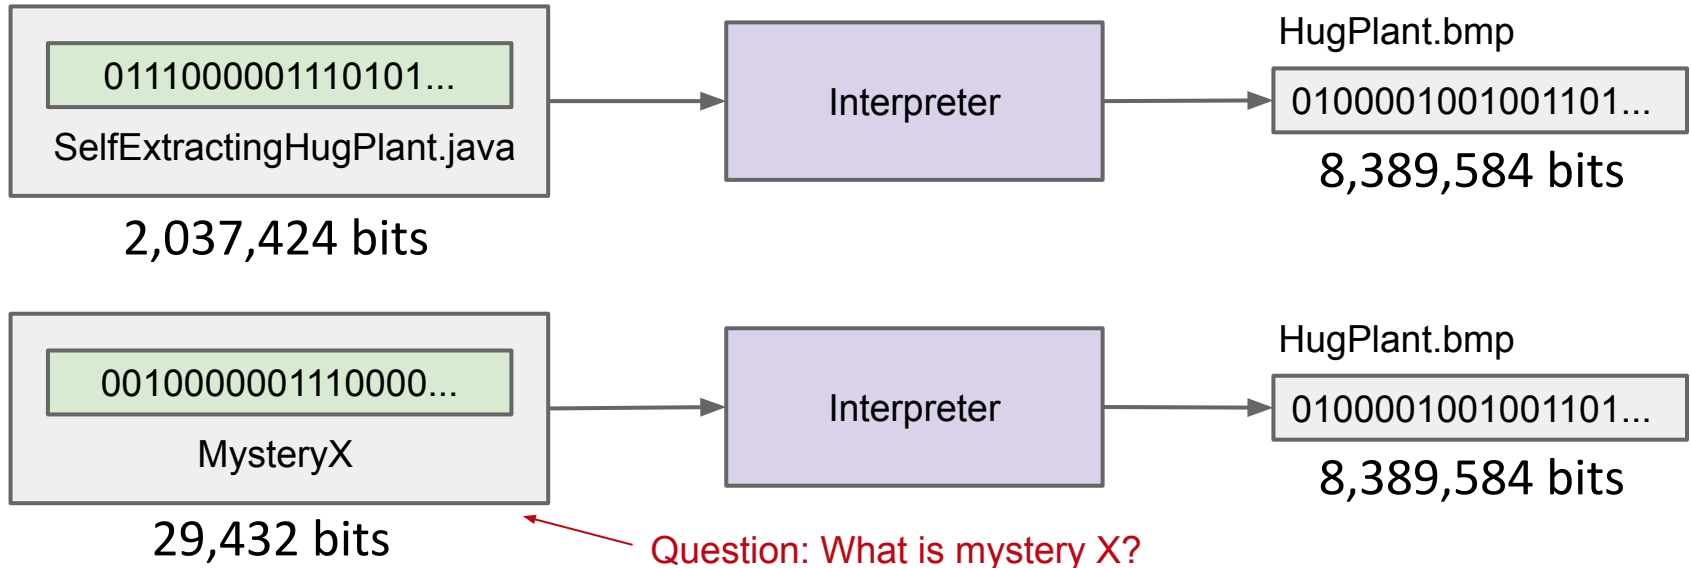 0111000001110101...
SelfExtractingHugPlant.java
2,037,424 bits
Interpreter
HugPlant.bmp
0100001001001101...
8,389,584 bits
0010000001110000...
MysteryX
29,432 bits
Interpreter
HugPlant.bmp
0100001001001101...
8,389,584 bits
Question: What is mystery X?